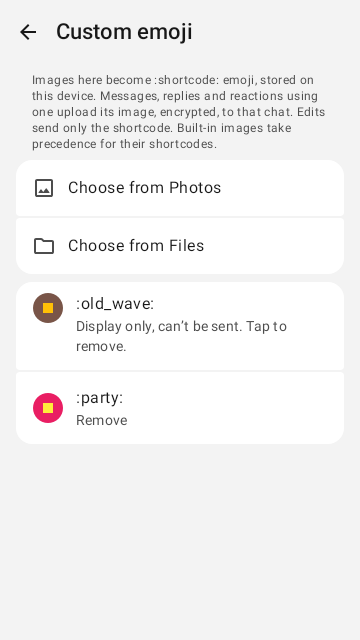 Custom emoji
Images here become :shortcode: emoji, stored on
this device. Messages, replies and reactions using
one upload its image, encrypted, to that chat. Edits
send only the shortcode. Built-in images take
precedence for their shortcodes.
Choose from Photos
Choose from Files
:old_wave:
Display only, can’t be sent. Tap to
remove.
:party:
Remove